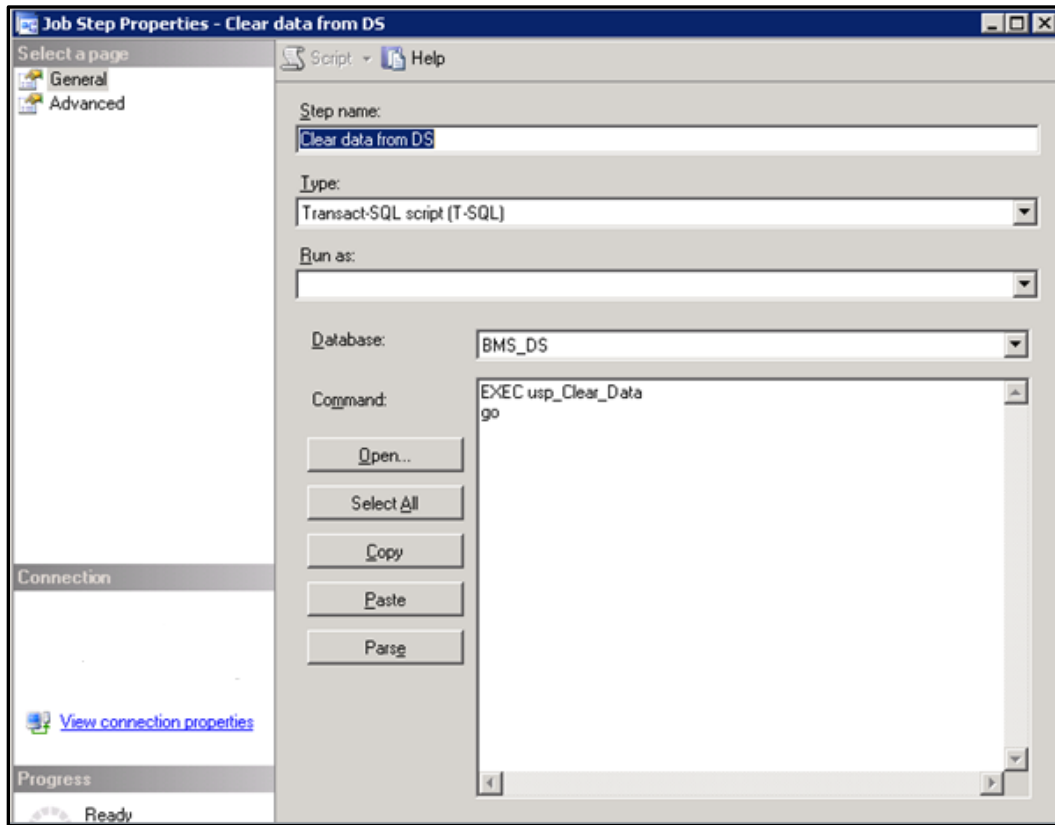 Job Step Properties - Clear data from DS
Select a page
General
Advanced
Script
Help
Step name:
Clear data from DS
Type:
Transact-SQL script (T-SQL)
Run as:
Database:
BMS_DS
Command:
EXEC usp_Clear_Data
go
Open...
Select All
Copy
Paste
Parse
Connection
View connection properties
Progress
Ready